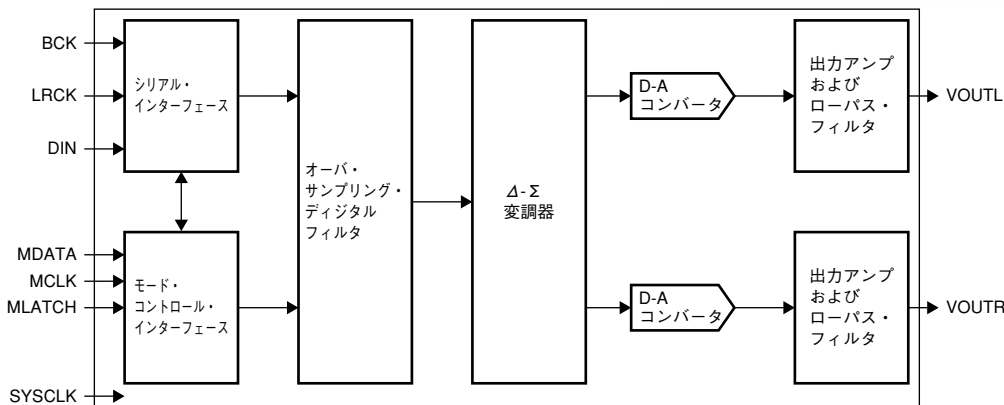 BCK
LRCK
DIN
シリアル・
インターフェース
MDATA
MCLK
MLATCH
モード・
コントロール・
インターフェース
SYSCLK
オーバ・
サンプリング・
ディジタル
フィルタ
Δ-Σ
変調器
D-A
コンバータ
出力アンプ
および
ローパス・
フィルタ
VOUTL
D-A
コンバータ
出力アンプ
および
ローパス・
フィルタ
VOUTR